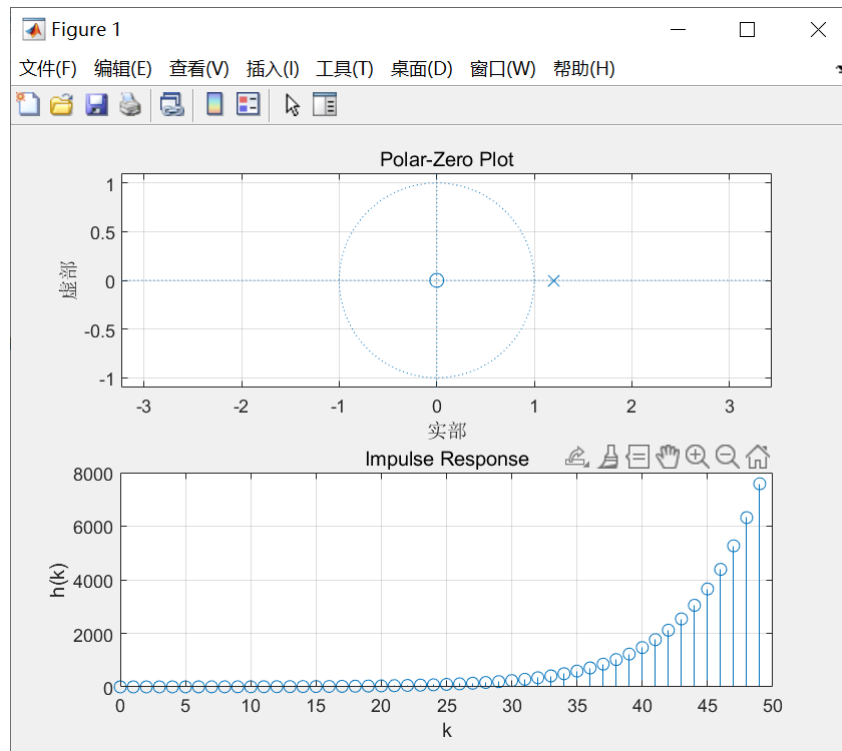 Figure 1
文件(F) 编辑(E) 查看(V) 插入(I) 工具(T) 桌面(D) 窗口(W) 帮助(H)
Polar-Zero Plot
1
0.5
0
-0.5
-1
虚部
-3 -2 -1 0 1 2 3
实部
Impulse Response
8000
6000
4000
2000
0
h(k)
0 5 10 15 20 25 30 35 40 45 50
k